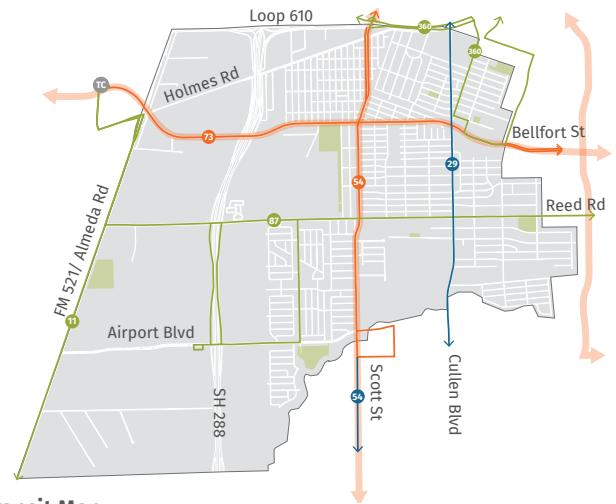 Loop 610
360
360
TC
Holmes Rd
73
Bellfort St
29
54
Reed Rd
87
FM 521/ Almeda Rd
11
Airport Blvd
SH 288
Scott St
Cullen Blvd
54